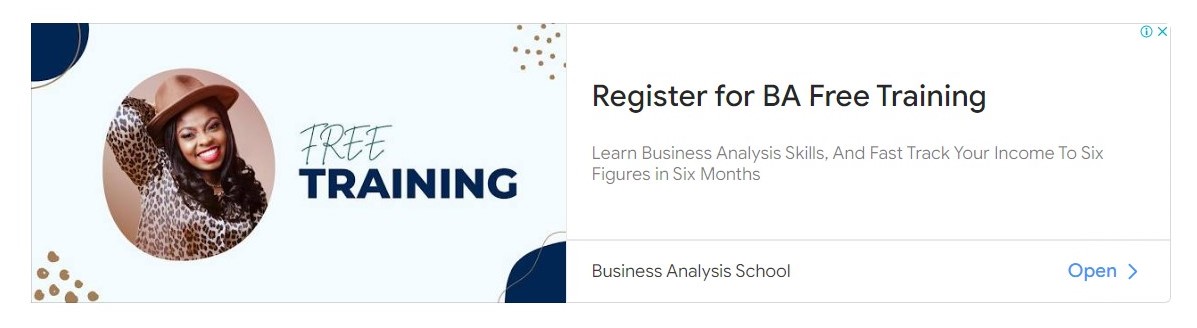 FREE
TRAINING
Register for BA Free Training
Learn Business Analysis Skills, And Fast Track Your Income To Six
Figures in Six Months
Business Analysis School
Open